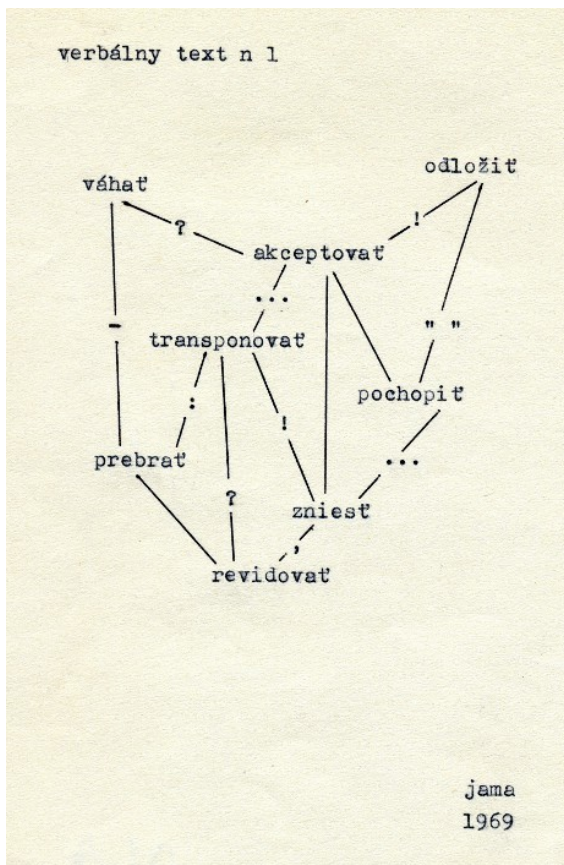 verbálny text n 1
odložiť
váhať
? !
akceptovať
...
- transponovať " "
pochopiť
: !
prebrať ...
? zniesť
,
revidovať
jama
1969